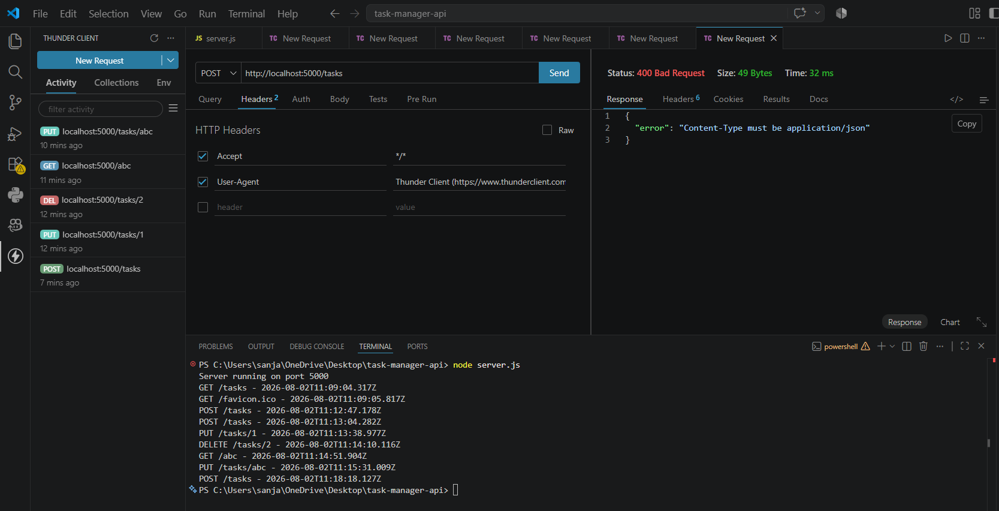 File Edit Selection View Go Run Terminal Help
task-manager-api
THUNDER CLIENT
New Request
Activity Collections Env
filter activity
PUT localhost:5000/tasks/abc
10 mins ago
GET localhost:5000/abc
11 mins ago
DEL localhost:5000/tasks/2
12 mins ago
PUT localhost:5000/tasks/1
12 mins ago
POST localhost:5000/tasks
7 mins ago
JS server.js TC New Request TC New Request TC New Request TC New Request TC New Request TC New Request
POST http://localhost:5000/tasks Send
Query Headers 2 Auth Body Tests Pre Run
HTTP Headers Raw
Accept */*
User-Agent Thunder Client (https://www.thunderclient.com
header value
Status: 400 Bad Request Size: 49 Bytes Time: 32 ms
Response Headers 6 Cookies Results Docs </>
1 {
2 "error": "Content-Type must be application/json"
3 }
Copy
Response Chart
PROBLEMS OUTPUT DEBUG CONSOLE TERMINAL PORTS
powershell
PS C:\Users\sanja\OneDrive\Desktop\task-manager-api> node server.js
Server running on port 5000
GET /tasks - 2026-08-02T11:09:04.317Z
GET /favicon.ico - 2026-08-02T11:09:05.817Z
POST /tasks - 2026-08-02T11:12:47.178Z
POST /tasks - 2026-08-02T11:13:04.282Z
PUT /tasks/1 - 2026-08-02T11:13:38.977Z
DELETE /tasks/2 - 2026-08-02T11:14:10.116Z
GET /abc - 2026-08-02T11:14:51.904Z
PUT /tasks/abc - 2026-08-02T11:15:31.009Z
POST /tasks - 2026-08-02T11:18:18.127Z
PS C:\Users\sanja\OneDrive\Desktop\task-manager-api>